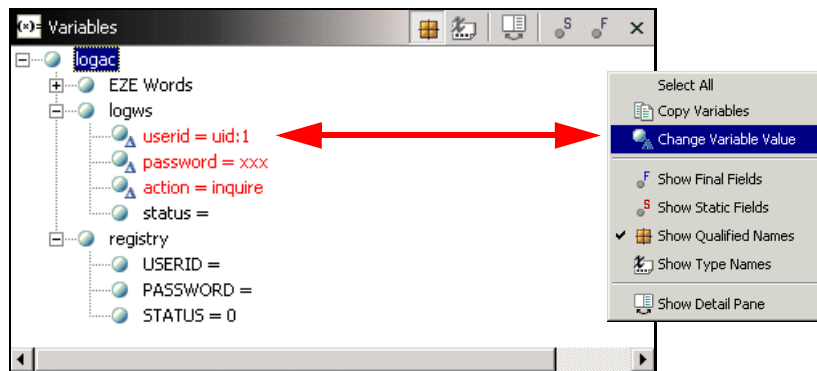 (x)= Variables
S F
logac
EZE Words
logws
userid = uid:1
password = xxx
action = inquire
status =
registry
USERID =
PASSWORD =
STATUS = 0
Select All
Copy Variables
Change Variable Value
F Show Final Fields
S Show Static Fields
Show Qualified Names
Show Type Names
Show Detail Pane